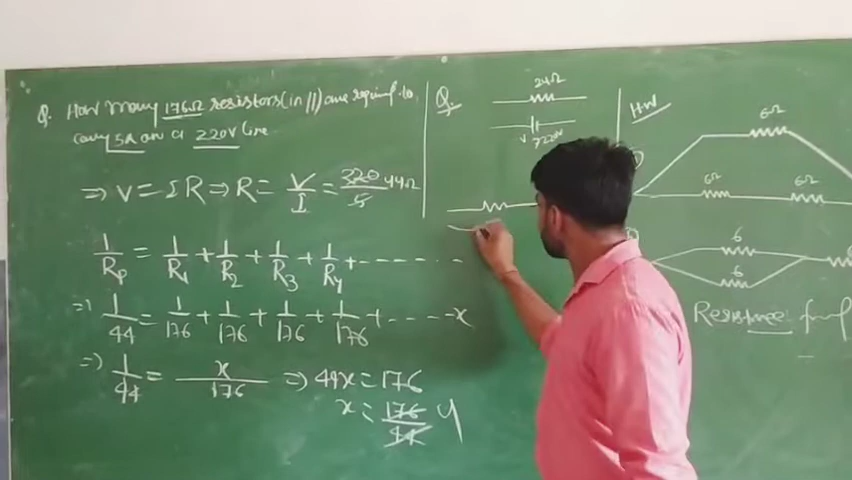 Q. How many 176Ω resistors (in ||) are required to
carry 5A on a 220V line
⇒ V = IR ⇒ R = V/I = 220/5 44Ω
1/Rp = 1/R1 + 1/R2 + 1/R3 + 1/R4 + ---------
⇒ 1/44 = 1/176 + 1/176 + 1/176 + 1/176 + -----x
⇒ 1/44 = x/176 ⇒ 44x = 176
x = 176/44 4
Q.
24Ω
V 220V
HW
6Ω
6Ω 6Ω
6
6
Resistance